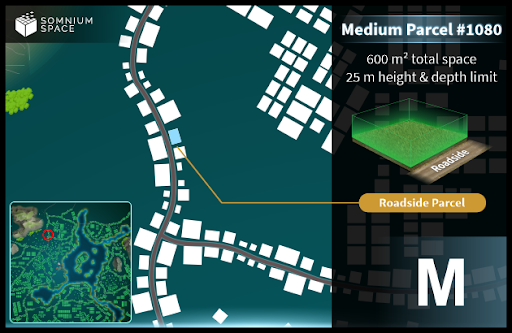 SOMNIUM
SPACE
Medium Parcel #1080
600 m² total space
25 m height & depth limit
Roadside
Roadside Parcel
M